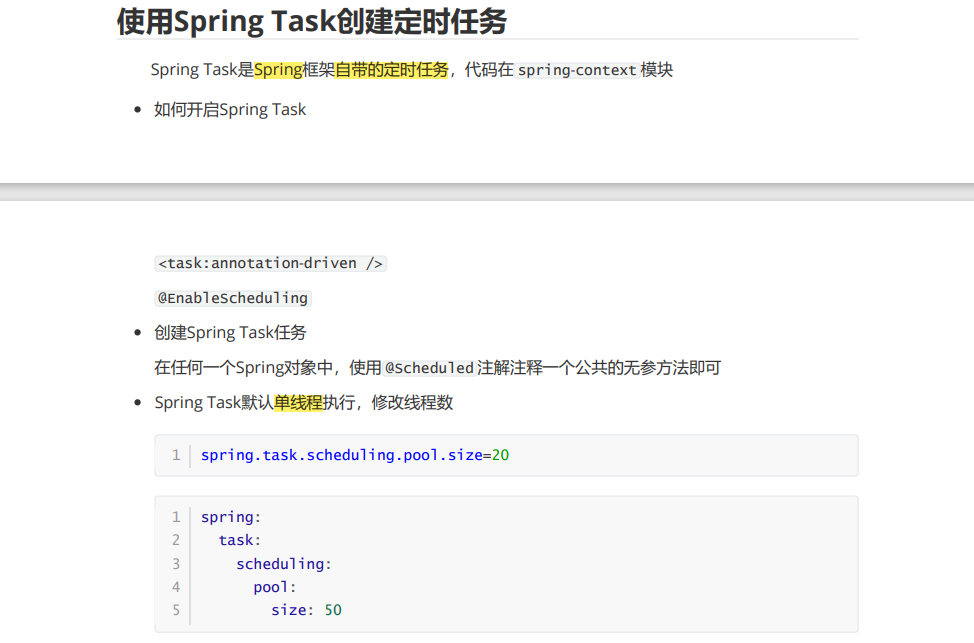 使用Spring Task创建定时任务
Spring Task是Spring框架自带的定时任务，代码在 spring-context 模块
• 如何开启Spring Task
<task:annotation-driven />
@EnableScheduling
• 创建Spring Task任务
在任何一个Spring对象中，使用 @Scheduled 注解注释一个公共的无参方法即可
• Spring Task默认单线程执行，修改线程数
1 spring.task.scheduling.pool.size=20
1 spring:
2   task:
3     scheduling:
4       pool:
5         size: 50